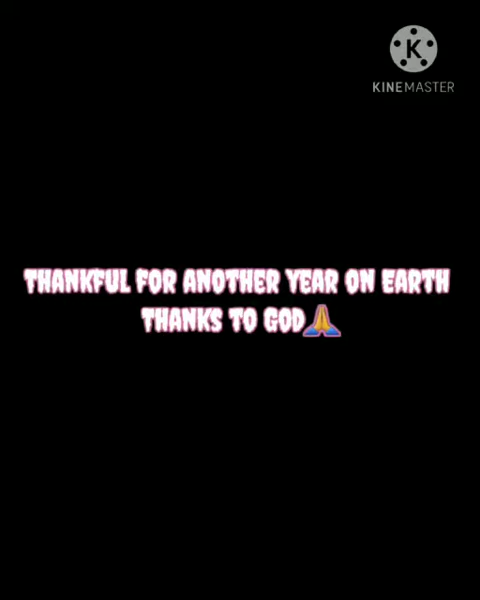 K
KINEMASTER
THANKFUL FOR ANOTHER YEAR ON EARTH
THANKS TO GOD🙏